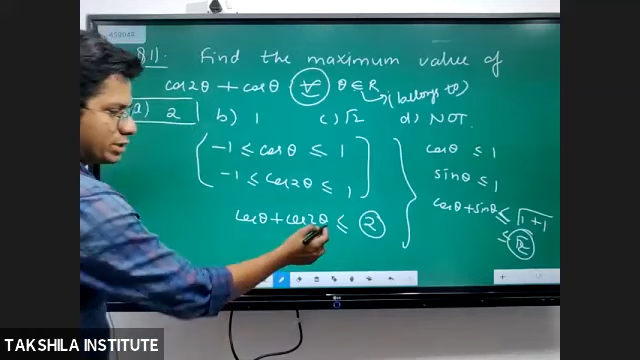 Q1). Find the maximum value of
cos2θ + cosθ ∀ θ ∈ R
(belongs to)
a) 2 b) 1 c) √2 d) NOT.
-1 ≤ cosθ ≤ 1
-1 ≤ cos2θ ≤ 1
cosθ + cos2θ ≤ 2
cosθ ≤ 1
sinθ ≤ 1
cosθ + sinθ ≤ √1+1
≤ √2
LG
TAKSHILA INSTITUTE